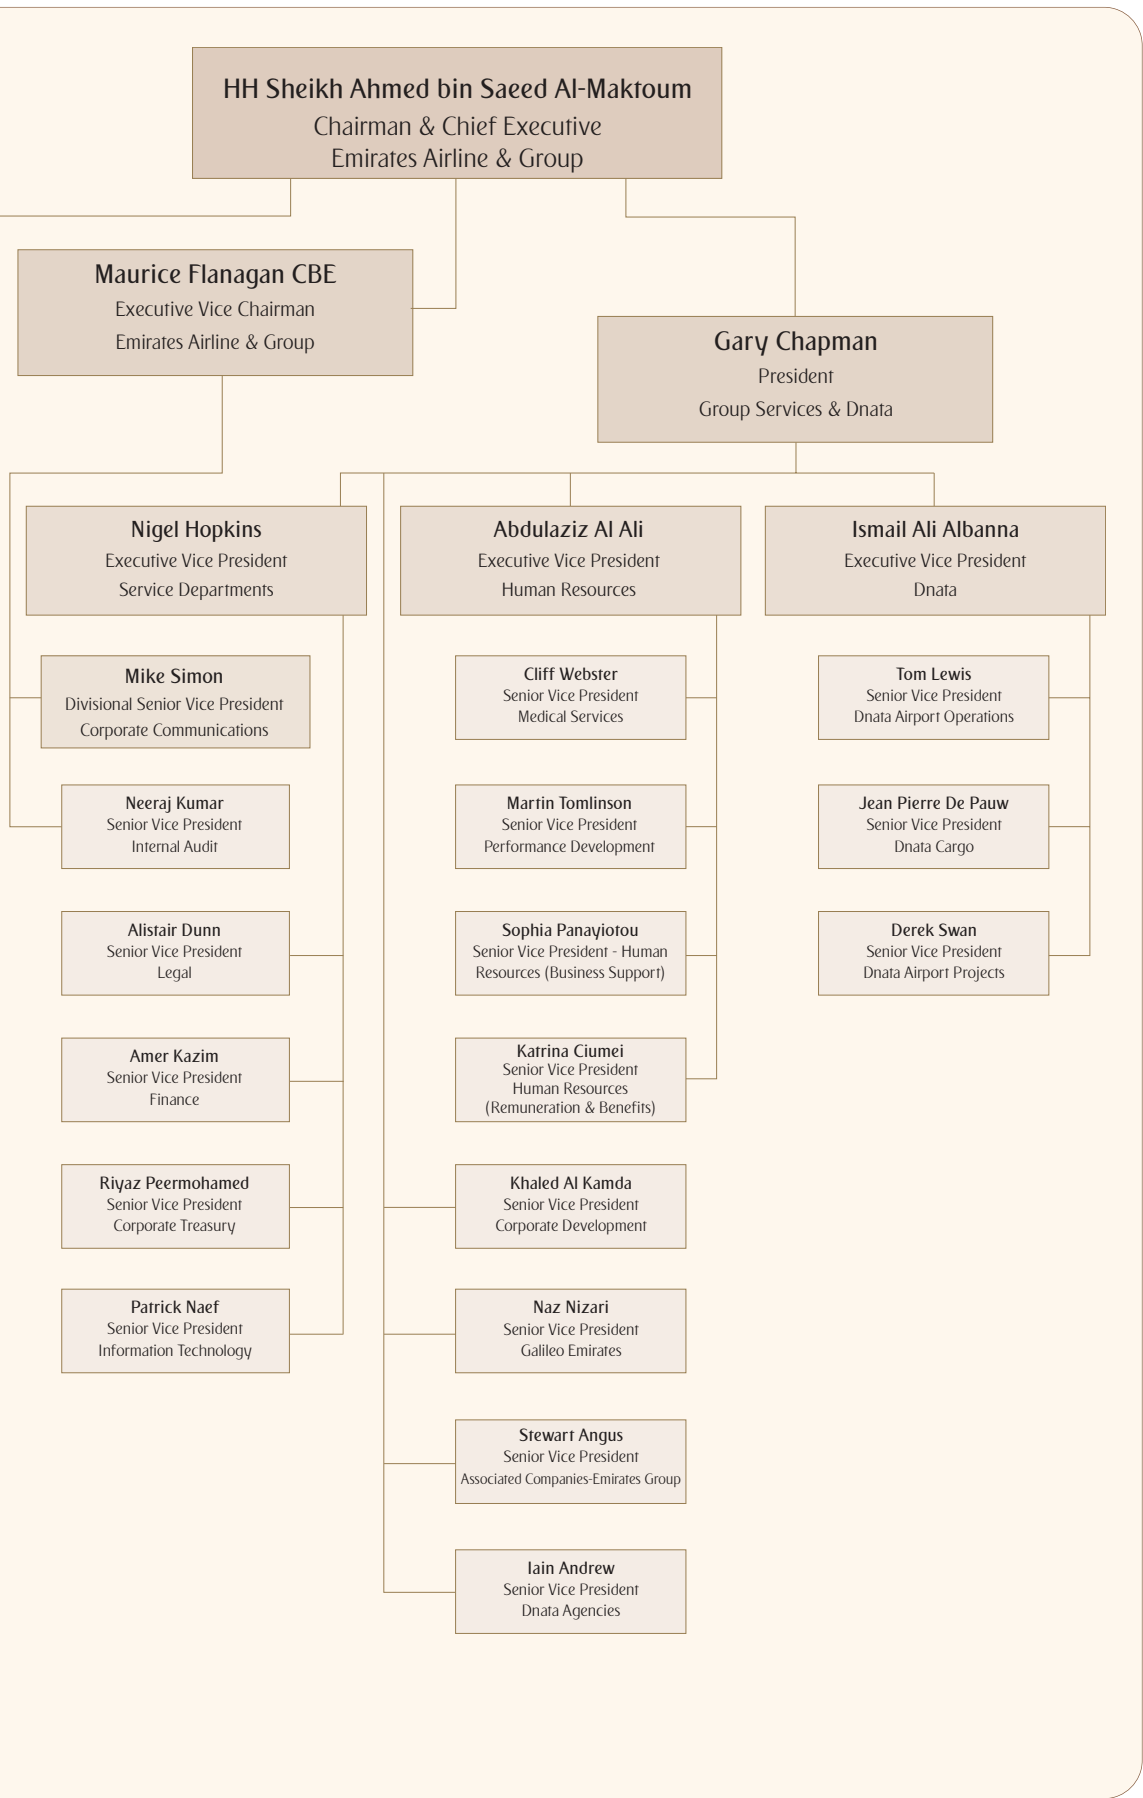 HH Sheikh Ahmed bin Saeed Al-Maktoum
Chairman & Chief Executive
Emirates Airline & Group
Maurice Flanagan CBE
Executive Vice Chairman
Emirates Airline & Group
Gary Chapman
President
Group Services & Dnata
Nigel Hopkins
Executive Vice President
Service Departments
Abdulaziz Al Ali
Executive Vice President
Human Resources
Ismail Ali Albanna
Executive Vice President
Dnata
Mike Simon
Divisional Senior Vice President
Corporate Communications
Cliff Webster
Senior Vice President
Medical Services
Tom Lewis
Senior Vice President
Dnata Airport Operations
Neeraj Kumar
Senior Vice President
Internal Audit
Martin Tomlinson
Senior Vice President
Performance Development
Jean Pierre De Pauw
Senior Vice President
Dnata Cargo
Alistair Dunn
Senior Vice President
Legal
Sophia Panayiotou
Senior Vice President - Human
Resources (Business Support)
Derek Swan
Senior Vice President
Dnata Airport Projects
Amer Kazim
Senior Vice President
Finance
Katrina Ciumei
Senior Vice President
Human Resources
(Remuneration & Benefits)
Riyaz Peermohamed
Senior Vice President
Corporate Treasury
Khaled Al Kamda
Senior Vice President
Corporate Development
Patrick Naef
Senior Vice President
Information Technology
Naz Nizari
Senior Vice President
Galileo Emirates
Stewart Angus
Senior Vice President
Associated Companies-Emirates Group
Iain Andrew
Senior Vice President
Dnata Agencies